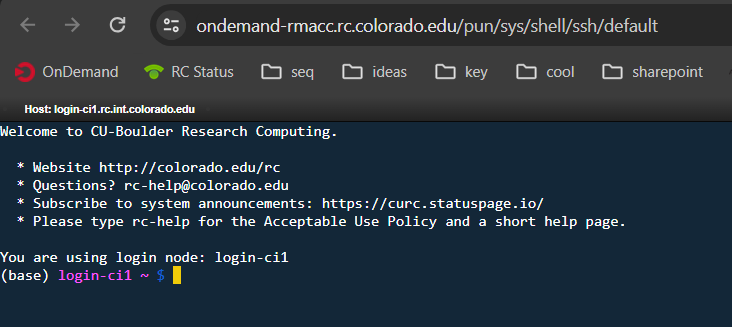 ondemand-rmacc.rc.colorado.edu/pun/sys/shell/ssh/default
OnDemand RC Status seq ideas key cool sharepoint
Host: login-ci1.rc.int.colorado.edu
Welcome to CU-Boulder Research Computing.
* Website http://colorado.edu/rc
* Questions? rc-help@colorado.edu
* Subscribe to system announcements: https://curc.statuspage.io/
* Please type rc-help for the Acceptable Use Policy and a short help page.
You are using login node: login-ci1
(base) login-ci1 ~ $